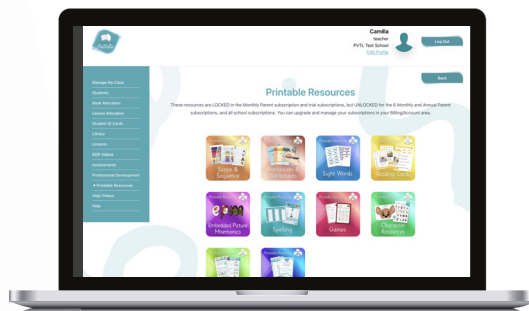 Australia
Camilla
teacher
PVTL Test School
Edit Profile
Log Out
Back
Manage My Class
Students
Book Allocation
Lesson Allocation
Student ID Cards
Library
Lessons
SSR Videos
Assessments
Professional Development
Printable Resources
Help Videos
Help
Printable Resources
These resources are LOCKED in the Monthly Parent subscription and trial subscriptions, but UNLOCKED for the 6 Monthly and Annual Parent
subscriptions, and all school subscriptions. You can upgrade and manage your subscriptions in your Billing/Account area.
Scope &
Sequence
Workbooks &
Worksheets
Sight Words
Reading Cards
Embedded Picture
Mnemonics
Spelling
Games
Character
Resources